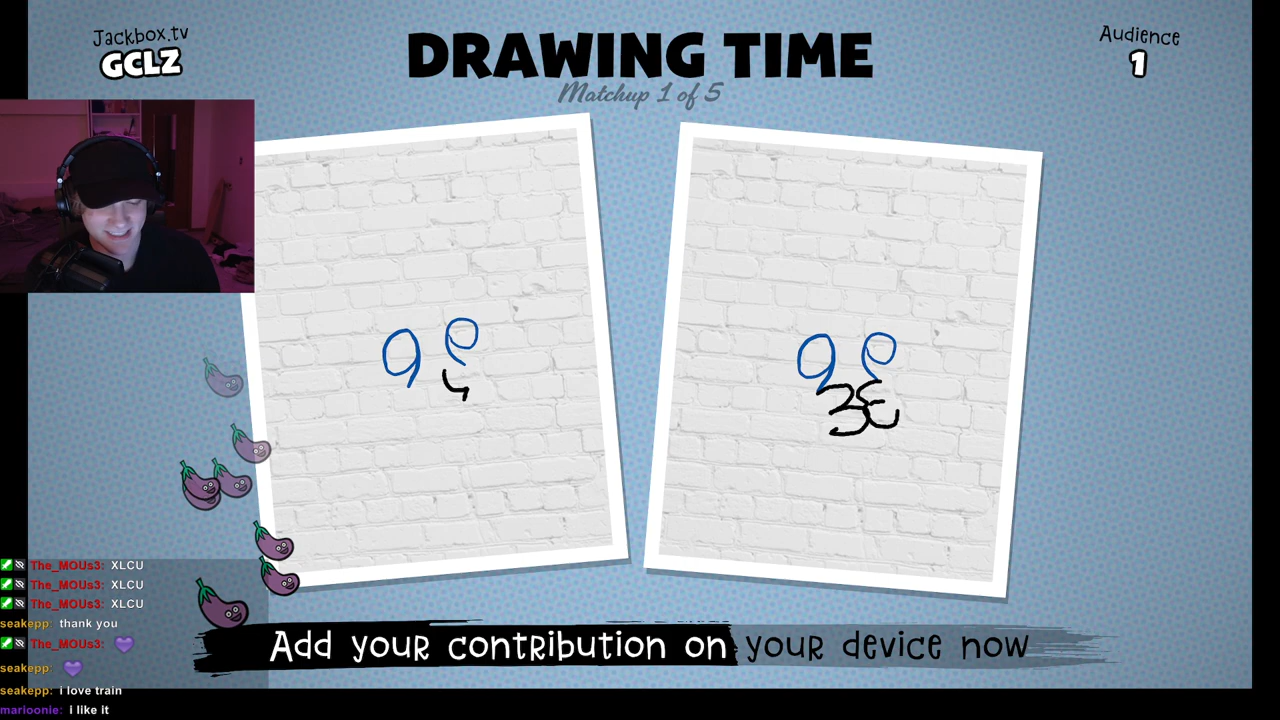 Jackbox.tv
GCLZ
DRAWING TIME
Matchup 1 of 5
Audience
1
The_MOUs3: XLCU
The_MOUs3: XLCU
The_MOUs3: XLCU
seakepp: thank you
The_MOUs3: 💜
seakepp: 💜
seakepp: i love train
marioonie: i like it
Add your contribution on your device now